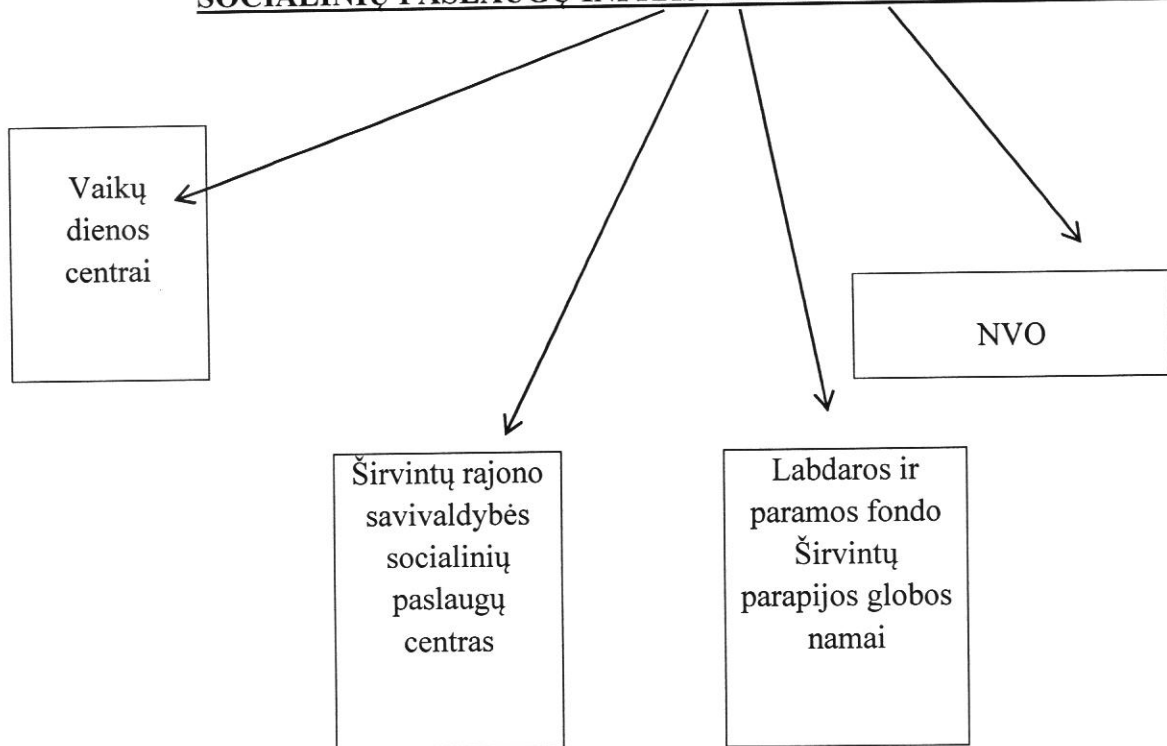 SOCIALINIŲ PASLAUGŲ
Vaikų
dienos
centrai
NVO
Širvintų rajono
savivaldybės
socialinių
paslaugų
centras
Labdaros ir
paramos fondo
Širvintų
parapijos globos
namai